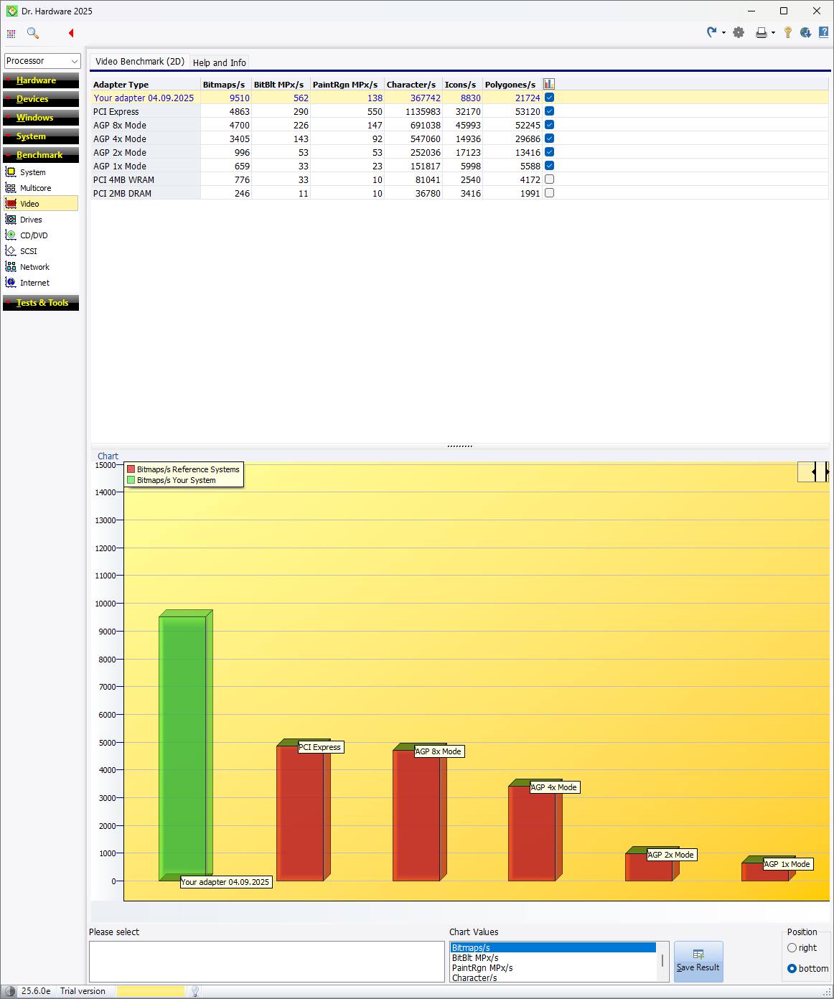 Dr. Hardware 2025
Processor
Hardware
Devices
Windows
System
Benchmark
System
Multicore
Video
Drives
CD/DVD
SCSI
Network
Internet
Tests & Tools
Video Benchmark (2D) Help and Info
Adapter Type Bitmaps/s BitBlt MPx/s PaintRgn MPx/s Character/s Icons/s Polygones/s
Your adapter 04.09.2025 9510 562 138 367742 8830 21724
PCI Express 4863 290 550 1135983 32170 53120
AGP 8x Mode 4700 226 147 691038 45993 52245
AGP 4x Mode 3405 143 92 547060 14936 29686
AGP 2x Mode 996 53 53 252036 17123 13416
AGP 1x Mode 659 33 23 151817 5998 5588
PCI 4MB WRAM 776 33 10 81041 2540 4172
PCI 2MB DRAM 246 11 10 36780 3416 1991
Chart
Bitmaps/s Reference Systems
Bitmaps/s Your System
15000
14000
13000
12000
11000
10000
9000
8000
7000
6000
5000
4000
3000
2000
1000
0
Your adapter 04.09.2025
PCI Express
AGP 8x Mode
AGP 4x Mode
AGP 2x Mode
AGP 1x Mode
Please select
Chart Values
Bitmaps/s
BitBlt MPx/s
PaintRgn MPx/s
Character/s
Save Result
Position
right
bottom
25.6.0e Trial version